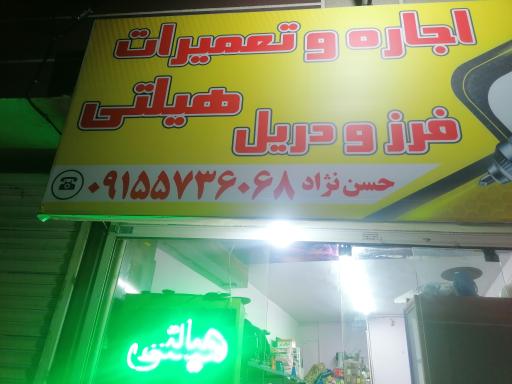 اجاره و تعمیرات
هیلتی
فرز و دریل
حسن نژاد ۰۹۱۵۵۷۳۶۰۶۸
هیلتی